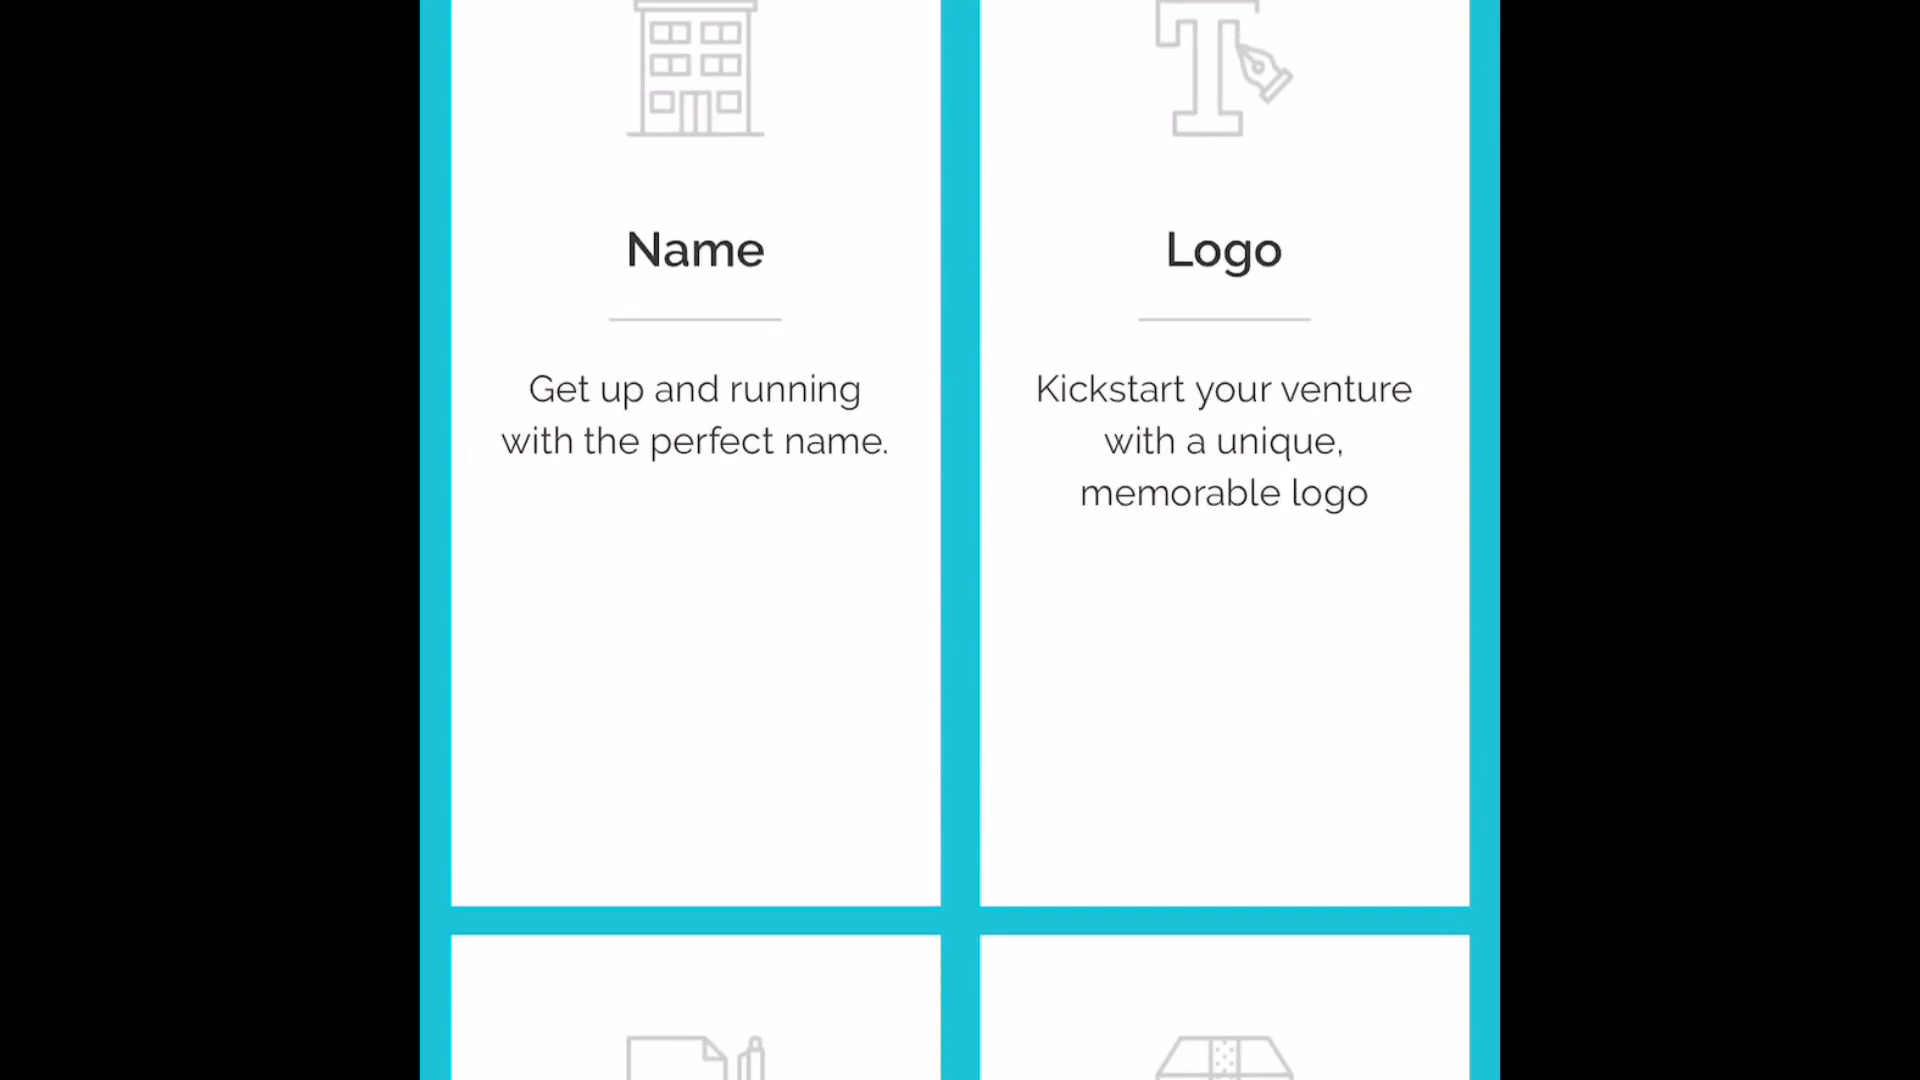 Name
Get up and running
with the perfect name.
Logo
Kickstart your venture
with a unique,
memorable logo